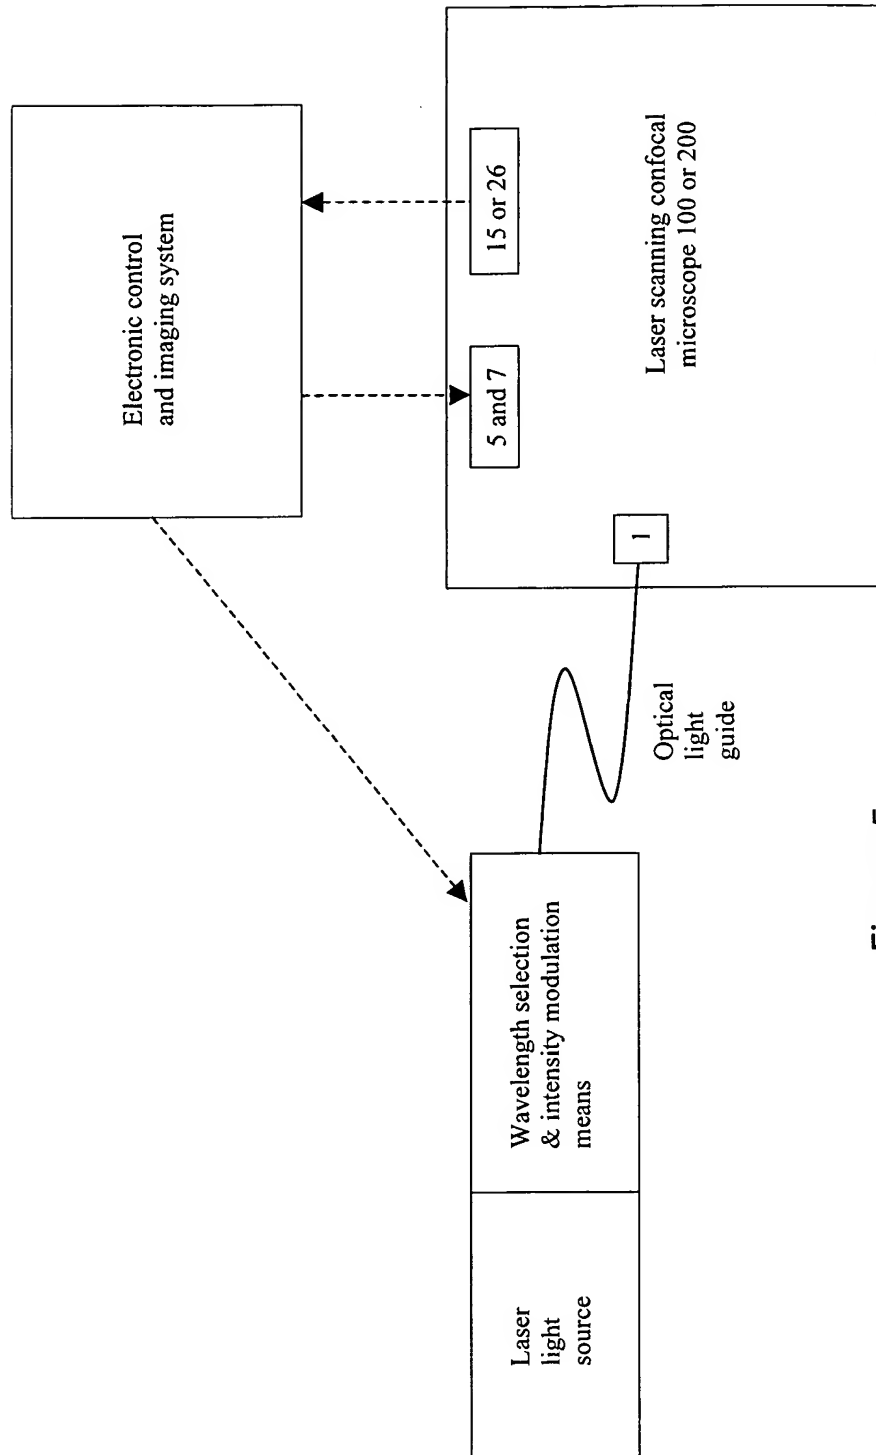 Electronic control
and imaging system
15 or 26
5 and 7
Laser scanning confocal
microscope 100 or 200
1
Optical
light
guide
Wavelength selection
& intensity modulation
means
Laser
light
source